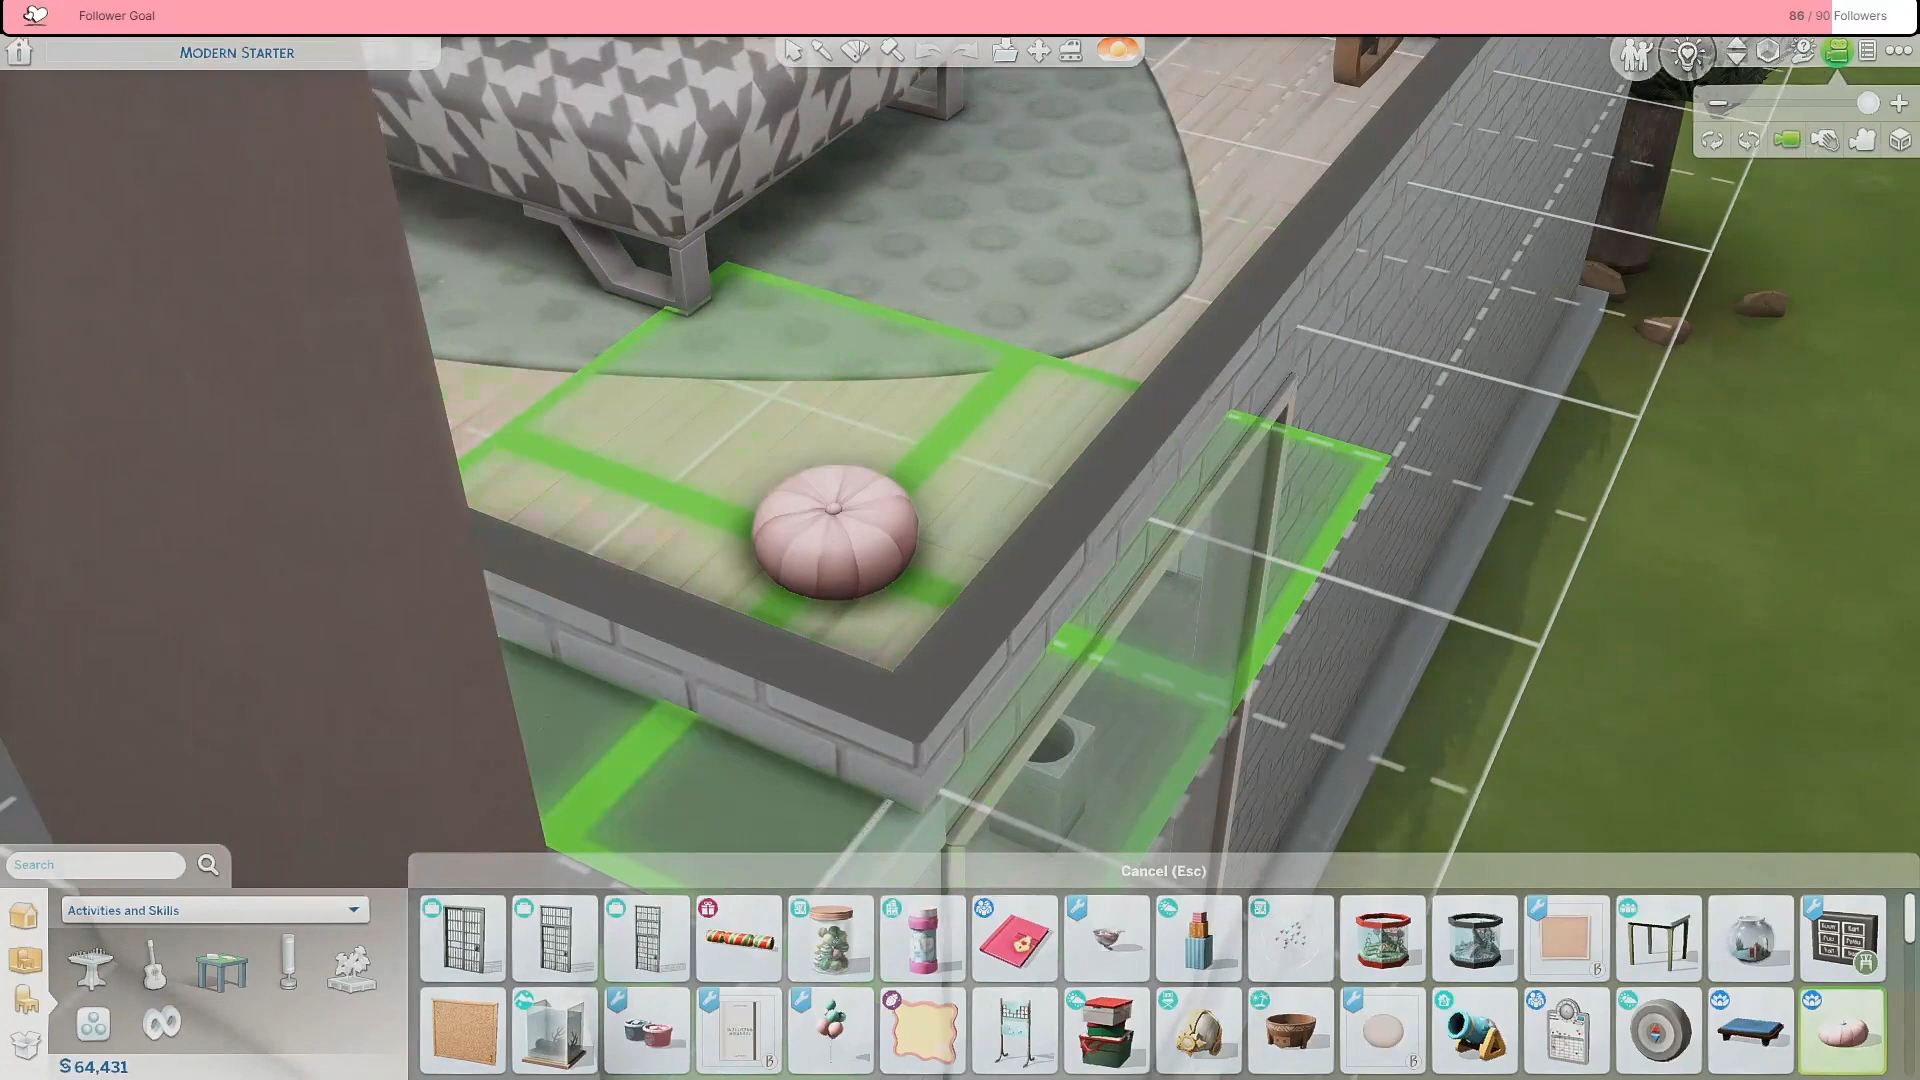 Follower Goal
86 / 90 Followers
MODERN STARTER
Cancel (Esc)
Search
Activities and Skills
§64,431